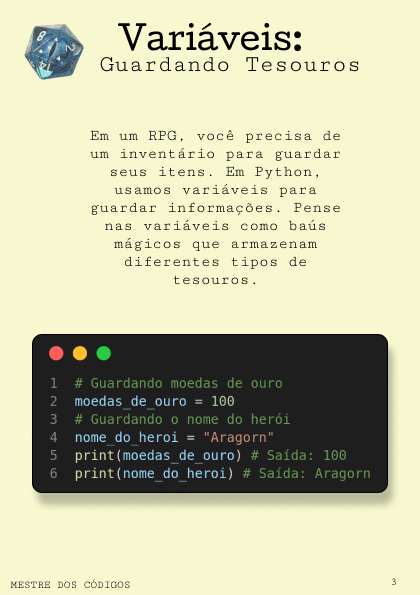 Variáveis:
Guardando Tesouros
Em um RPG, você precisa de
um inventário para guardar
seus itens. Em Python,
usamos variáveis para
guardar informações. Pense
nas variáveis como baús
mágicos que armazenam
diferentes tipos de
tesouros.
1 # Guardando moedas de ouro
2 moedas_de_ouro = 100
3 # Guardando o nome do herói
4 nome_do_heroi = "Aragorn"
5 print(moedas_de_ouro) # Saída: 100
6 print(nome_do_heroi) # Saída: Aragorn
MESTRE DOS CÓDIGOS
3